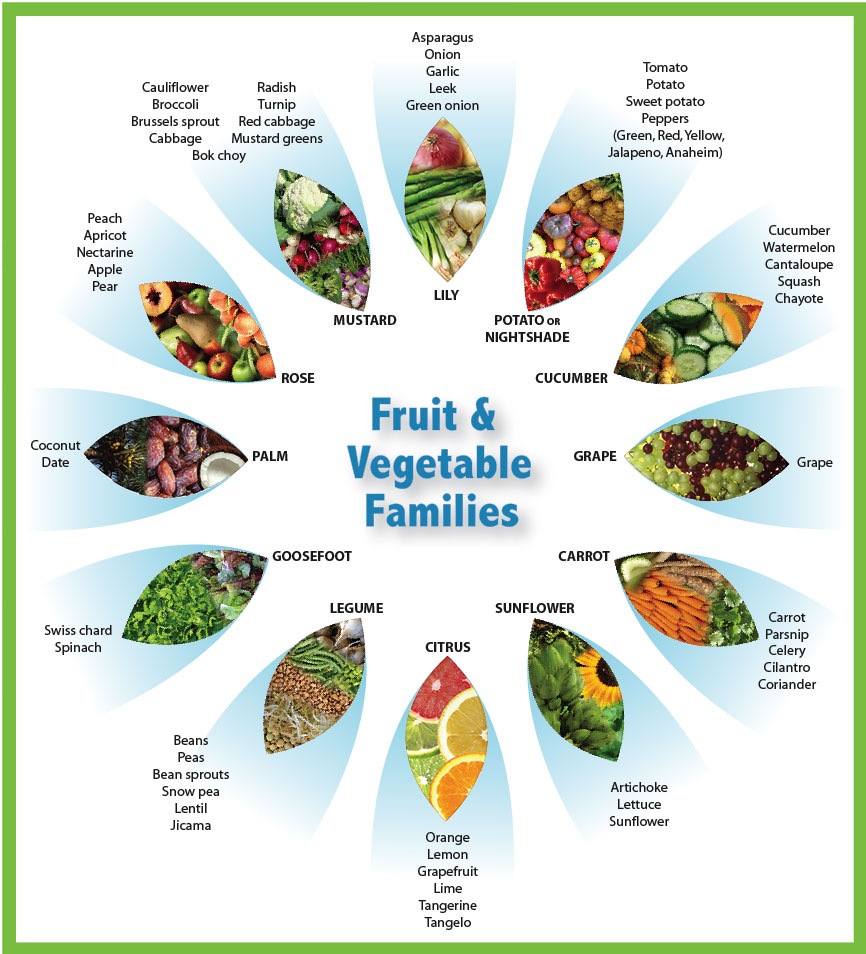 Fruit &
Vegetable
Families
Asparagus
Onion
Garlic
Leek
Green onion
LILY
Tomato
Potato
Sweet potato
Peppers
(Green, Red, Yellow,
Jalapeno, Anaheim)
POTATO OR
NIGHTSHADE
Cucumber
Watermelon
Cantaloupe
Squash
Chayote
CUCUMBER
GRAPE
Grape
CARROT
Carrot
Parsnip
Celery
Cilantro
Coriander
SUNFLOWER
Artichoke
Lettuce
Sunflower
CITRUS
Orange
Lemon
Grapefruit
Lime
Tangerine
Tangelo
LEGUME
Beans
Peas
Bean sprouts
Snow pea
Lentil
Jicama
GOOSEFOOT
Swiss chard
Spinach
PALM
Coconut
Date
ROSE
Peach
Apricot
Nectarine
Apple
Pear
MUSTARD
Cauliflower
Broccoli
Brussels sprout
Cabbage
Radish
Turnip
Red cabbage
Mustard greens
Bok choy